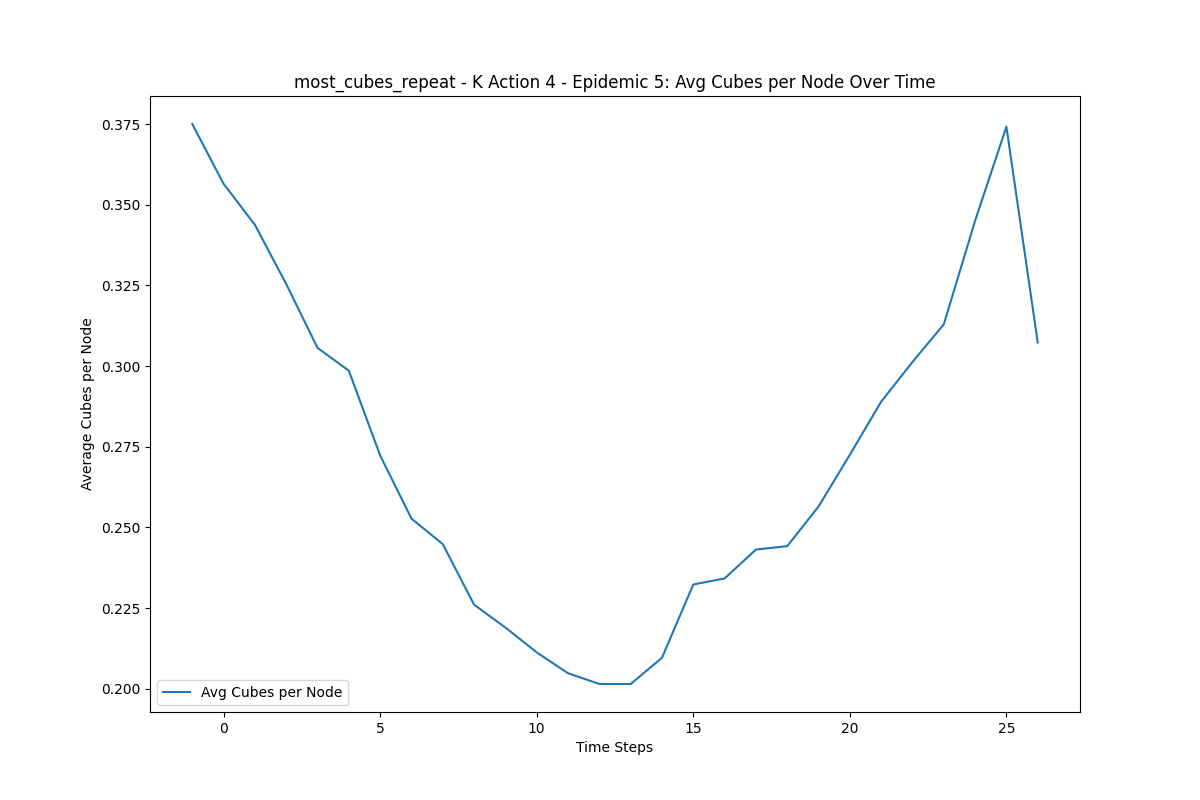 most_cubes_repeat - K Action 4 - Epidemic 5: Avg Cubes per Node Over Time
0.375
0.350
0.325
0.300
0.275
0.250
0.225
0.200
Average Cubes per Node
Avg Cubes per Node
0 5 10 15 20 25
Time Steps